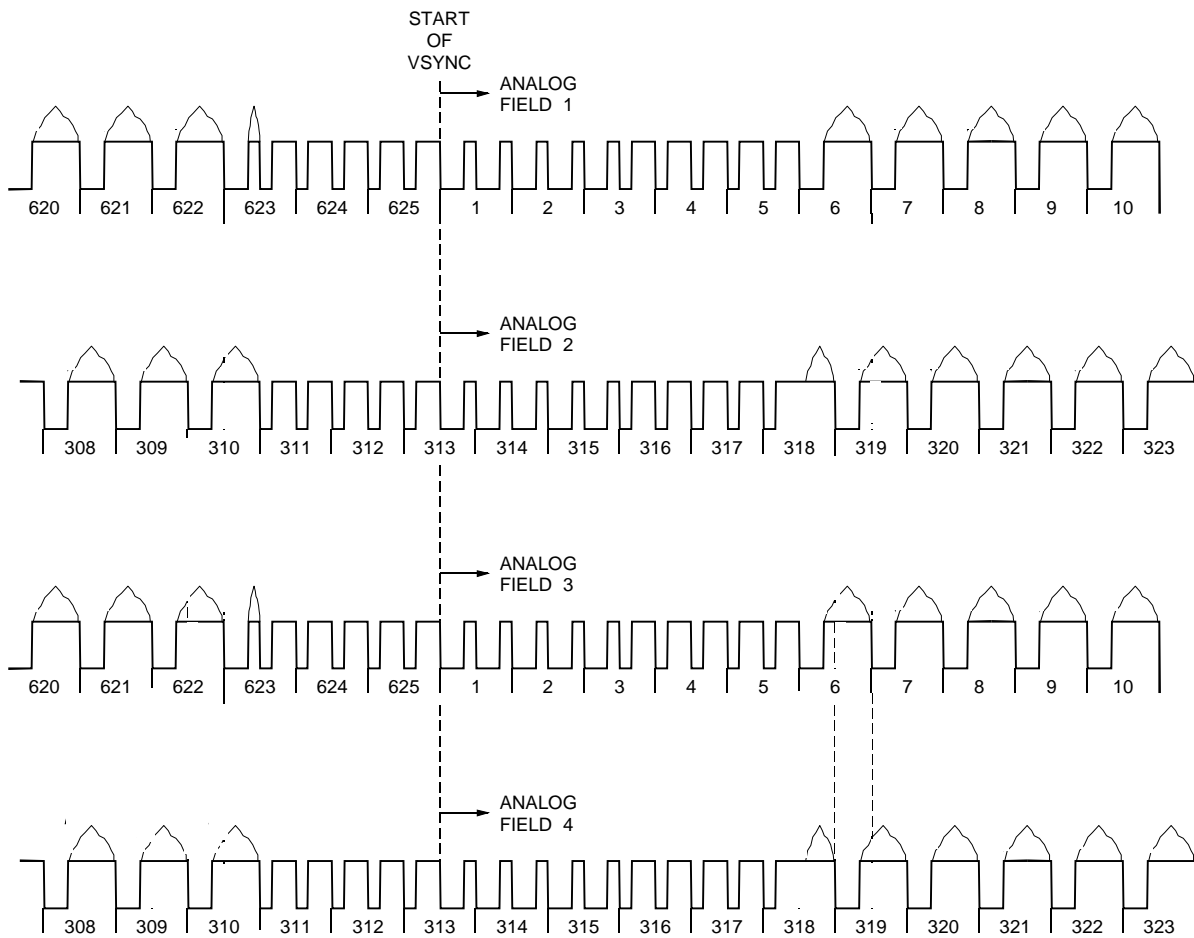 START
OF
VSYNC
ANALOG
FIELD 1
620 621 622 623 624 625 1 2 3 4 5 6 7 8 9 10
ANALOG
FIELD 2
308 309 310 311 312 313 314 315 316 317 318 319 320 321 322 323
ANALOG
FIELD 3
620 621 622 623 624 625 1 2 3 4 5 6 7 8 9 10
ANALOG
FIELD 4
308 309 310 311 312 313 314 315 316 317 318 319 320 321 322 323